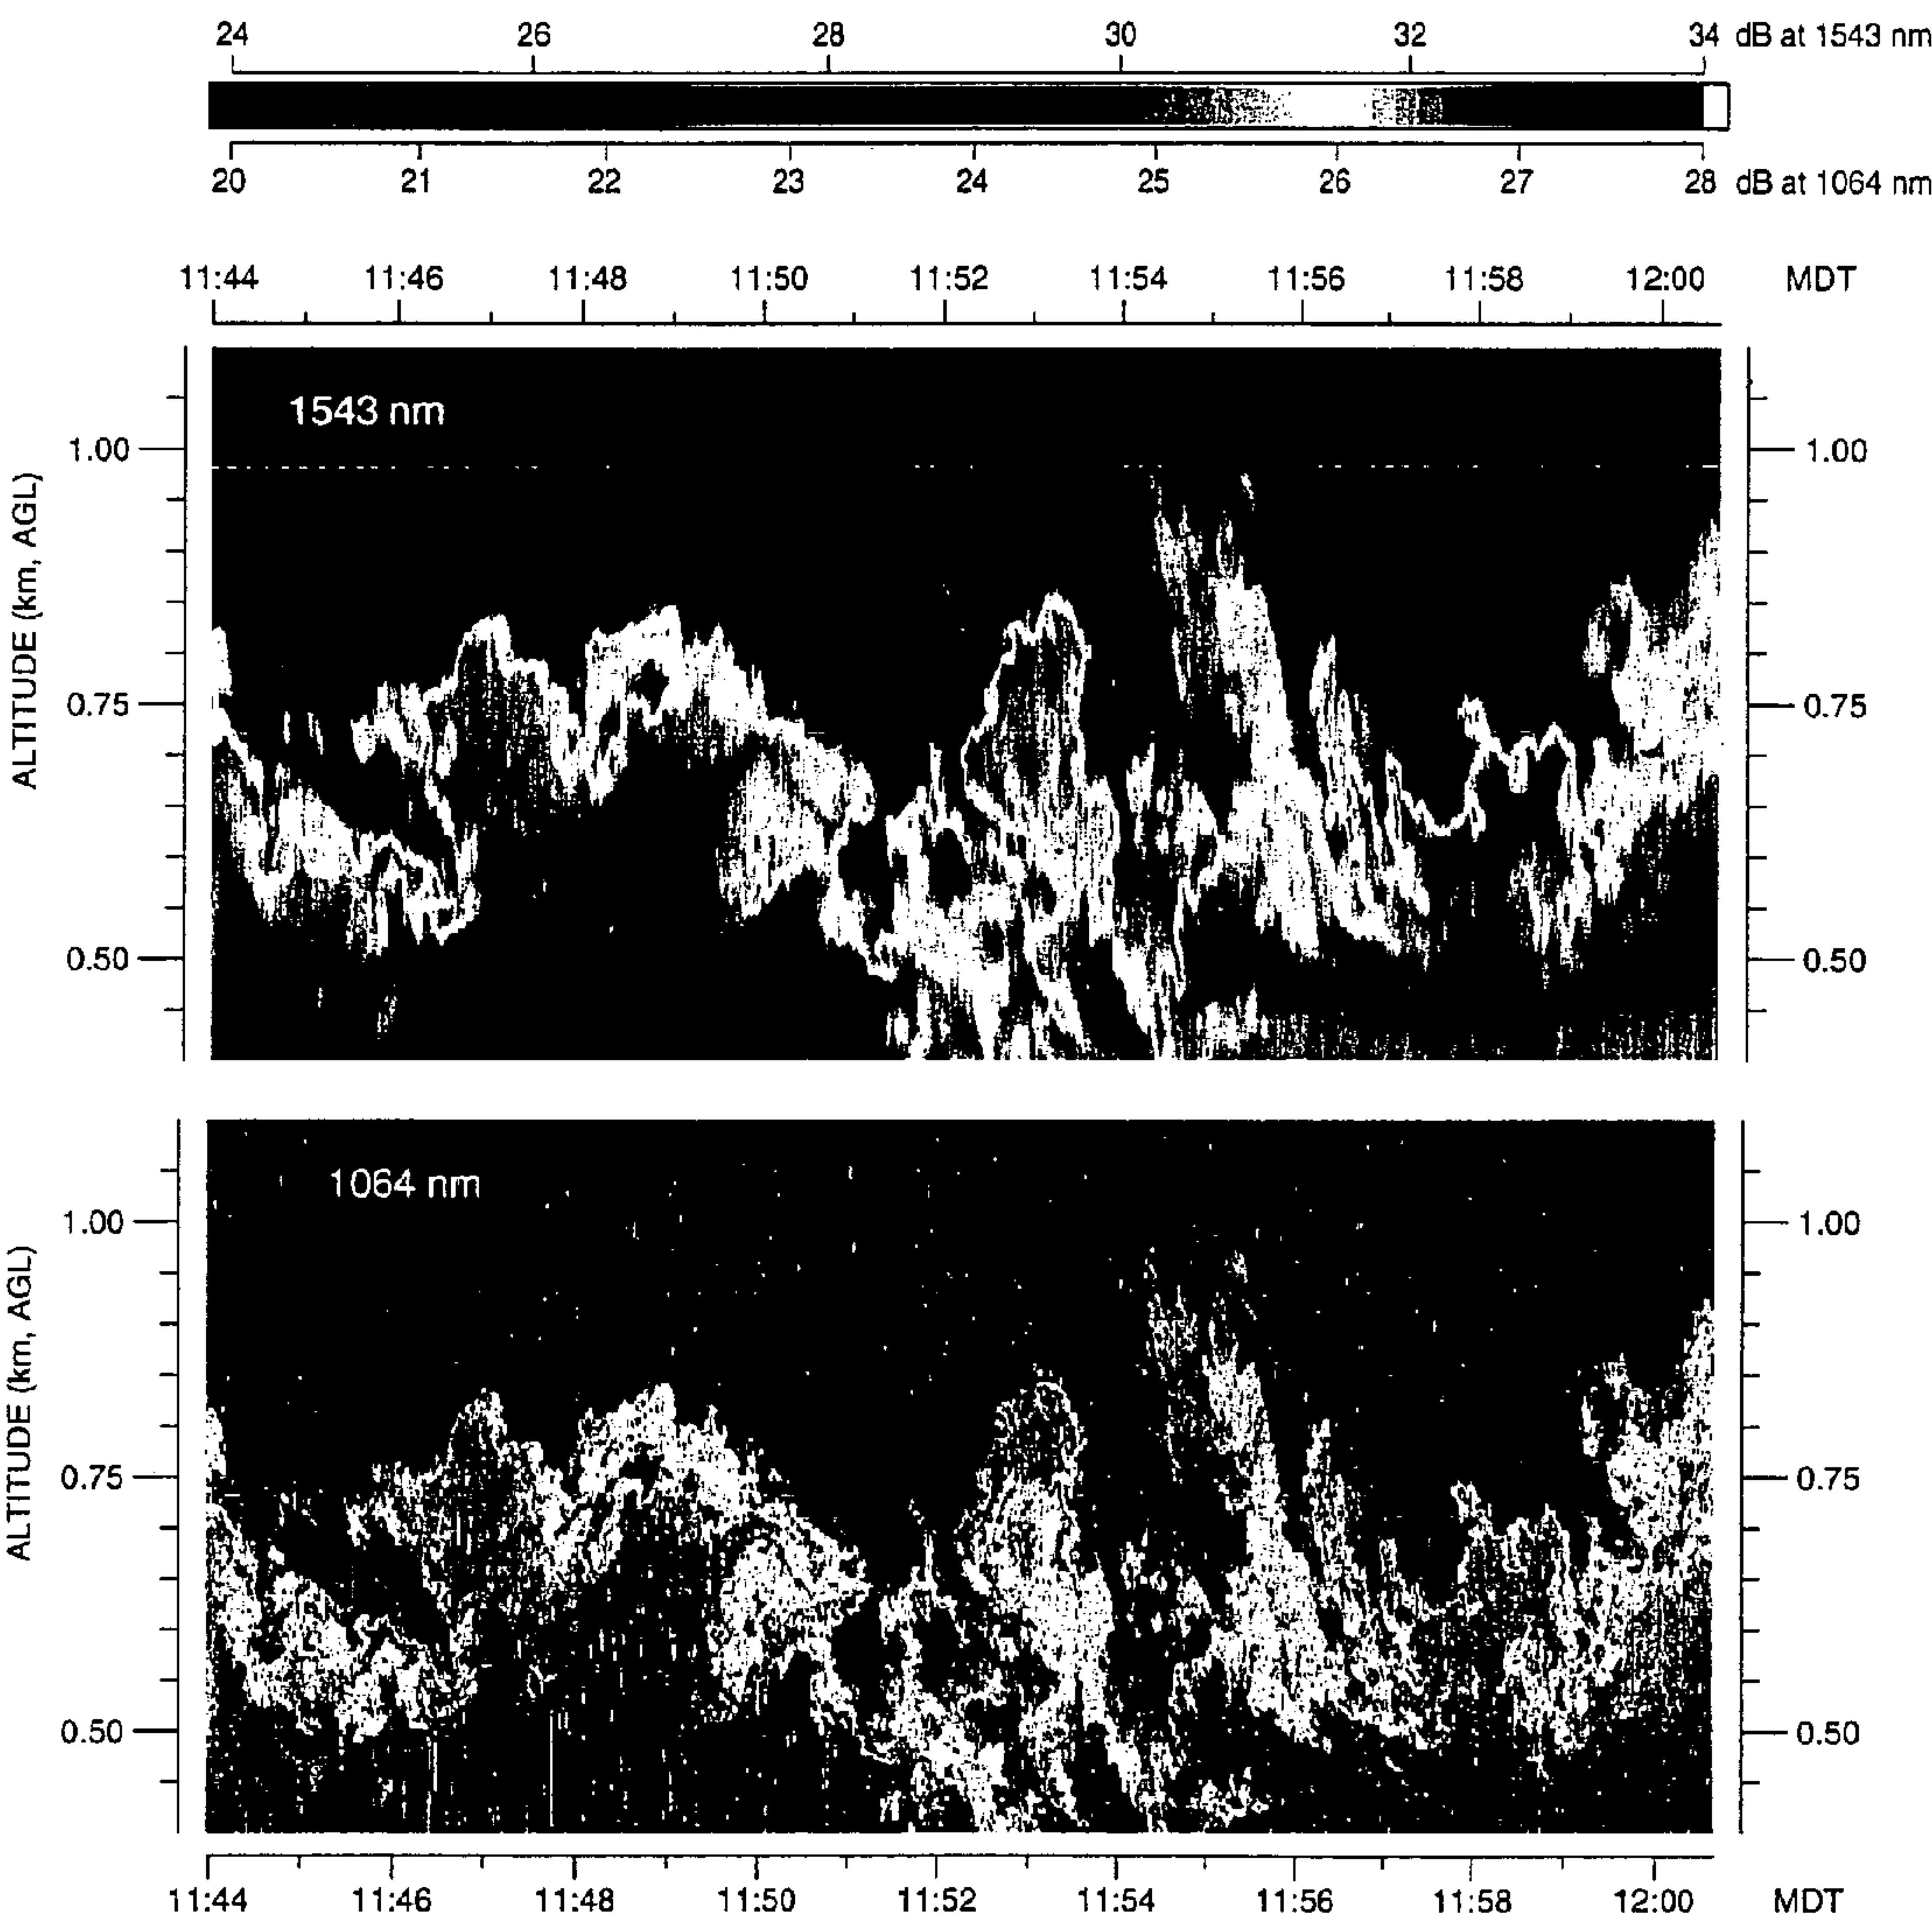 24 26 28 30 32 34 dB at 1543 nm
20 21 22 23 24 25 26 27 28 dB at 1064 nm
11:44 11:46 11:48 11:50 11:52 11:54 11:56 11:58 12:00 MDT
1543 nm
1.00 1.00
ALTITUDE (km, AGL)
0.75 0.75
0.50 0.50
1064 nm
1.00 1.00
ALTITUDE (km, AGL)
0.75 0.75
0.50 0.50
11:44 11:46 11:48 11:50 11:52 11:54 11:56 11:58 12:00 MDT